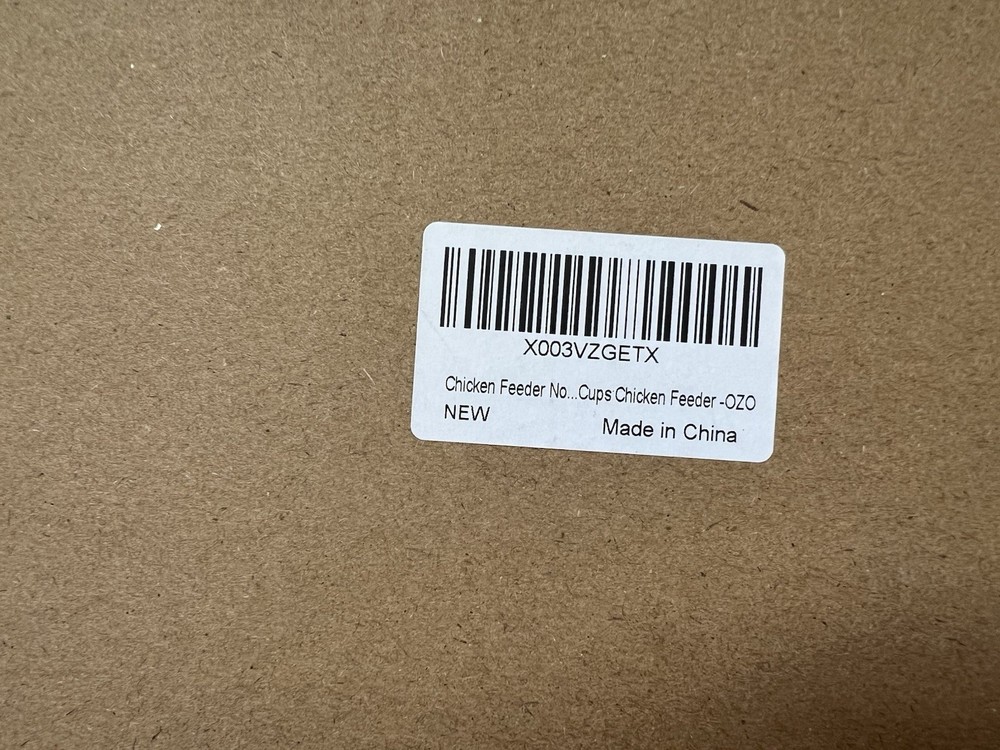 X003VZGETX
Chicken Feeder No...Cups Chicken Feeder -OZO
NEW
Made in China